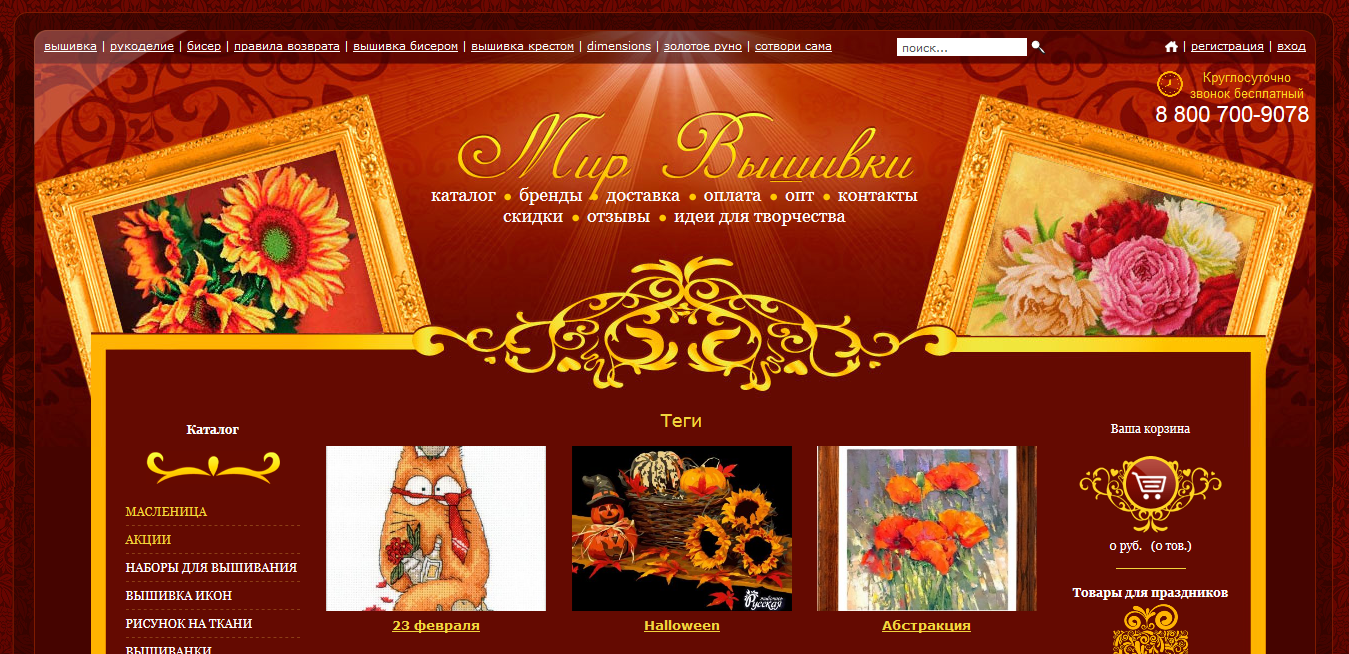 вышивка | рукоделие | бисер | правила возврата | вышивка бисером | вышивка крестом | dimensions | золотое руно | сотвори сама
поиск...
| регистрация | вход
Круглосуточно
звонок бесплатный
8 800 700-9078
Мир Вышивки
каталог • бренды • доставка • оплата • опт • контакты
скидки • отзывы • идеи для творчества
Теги
Каталог
МАСЛЕНИЦА
АКЦИИ
НАБОРЫ ДЛЯ ВЫШИВАНИЯ
ВЫШИВКА ИКОН
РИСУНОК НА ТКАНИ
ВЫШИВАНКИ
23 февраля
Русская
Halloween
Абстракция
Ваша корзина
0 руб. (0 тов.)
Товары для праздников